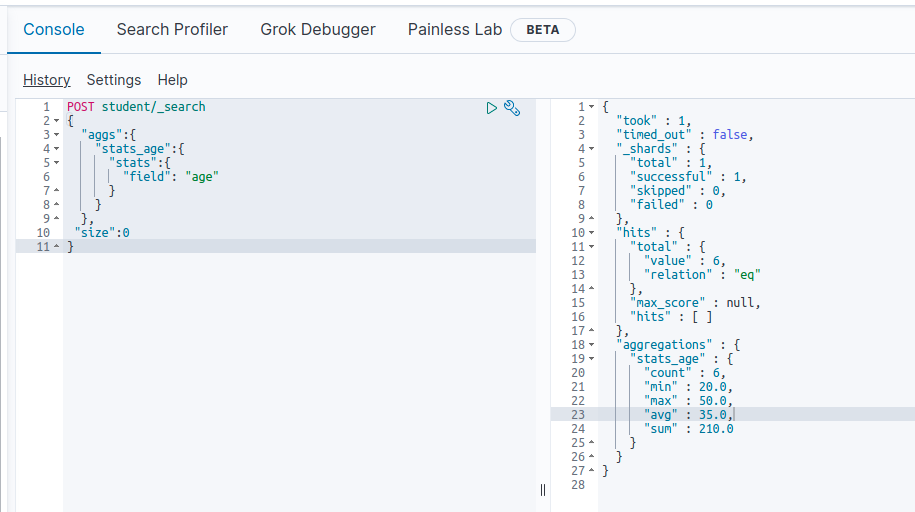 Console Search Profiler Grok Debugger Painless Lab BETA
History Settings Help
1 POST student/_search
2 {
3 "aggs":{
4 "stats_age":{
5 "stats":{
6 "field": "age"
7 }
8 }
9 },
10 "size":0
11 }
1 {
2 "took" : 1,
3 "timed_out" : false,
4 "_shards" : {
5 "total" : 1,
6 "successful" : 1,
7 "skipped" : 0,
8 "failed" : 0
9 },
10 "hits" : {
11 "total" : {
12 "value" : 6,
13 "relation" : "eq"
14 },
15 "max_score" : null,
16 "hits" : [ ]
17 },
18 "aggregations" : {
19 "stats_age" : {
20 "count" : 6,
21 "min" : 20.0,
22 "max" : 50.0,
23 "avg" : 35.0,
24 "sum" : 210.0
25 }
26 }
27 }
28